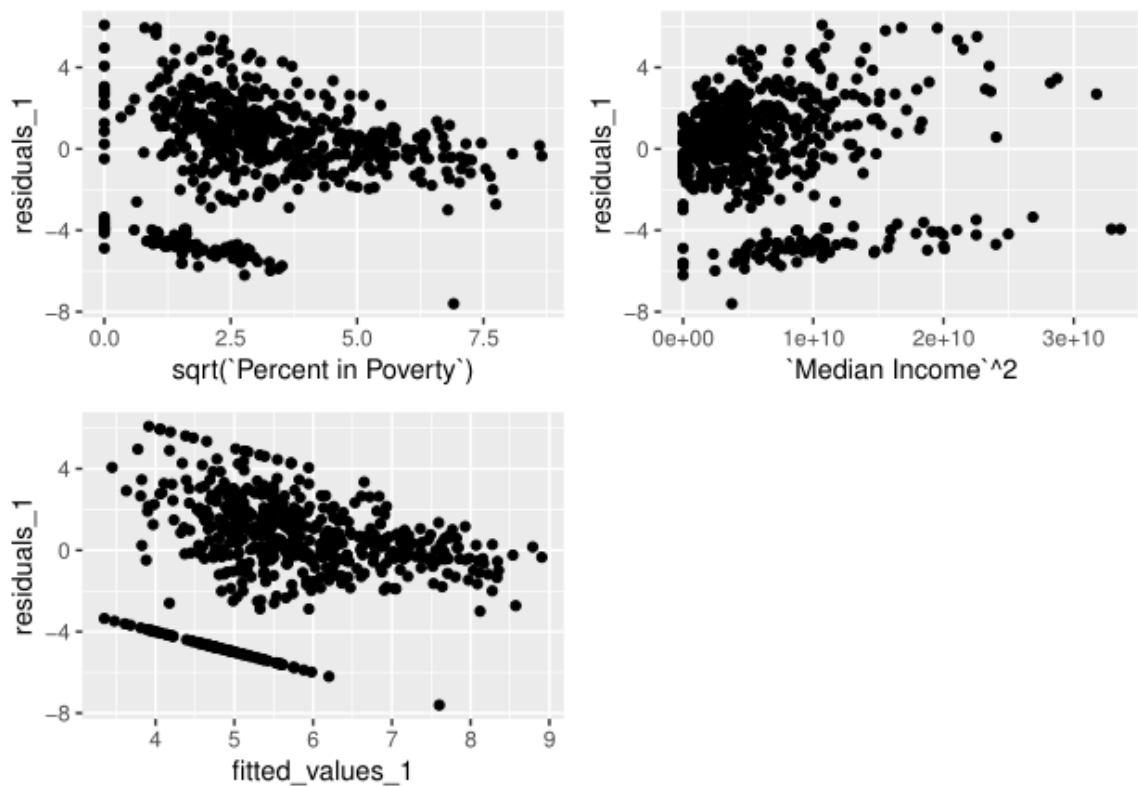 4
0
−4
−8
residuals_1
0.0
2.5
5.0
7.5
sqrt(`Percent in Poverty`)
4
0
−4
−8
residuals_1
0e+00
1e+10
2e+10
3e+10
`Median Income`^2
4
0
−4
−8
residuals_1
4
5
6
7
8
9
fitted_values_1